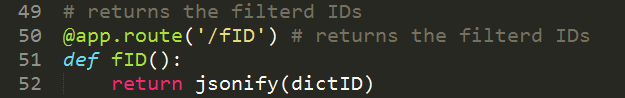 49 # returns the filterd IDs
50 @app.route('/fID') # returns the filterd IDs
51 def fID():
52     return jsonify(dictID)